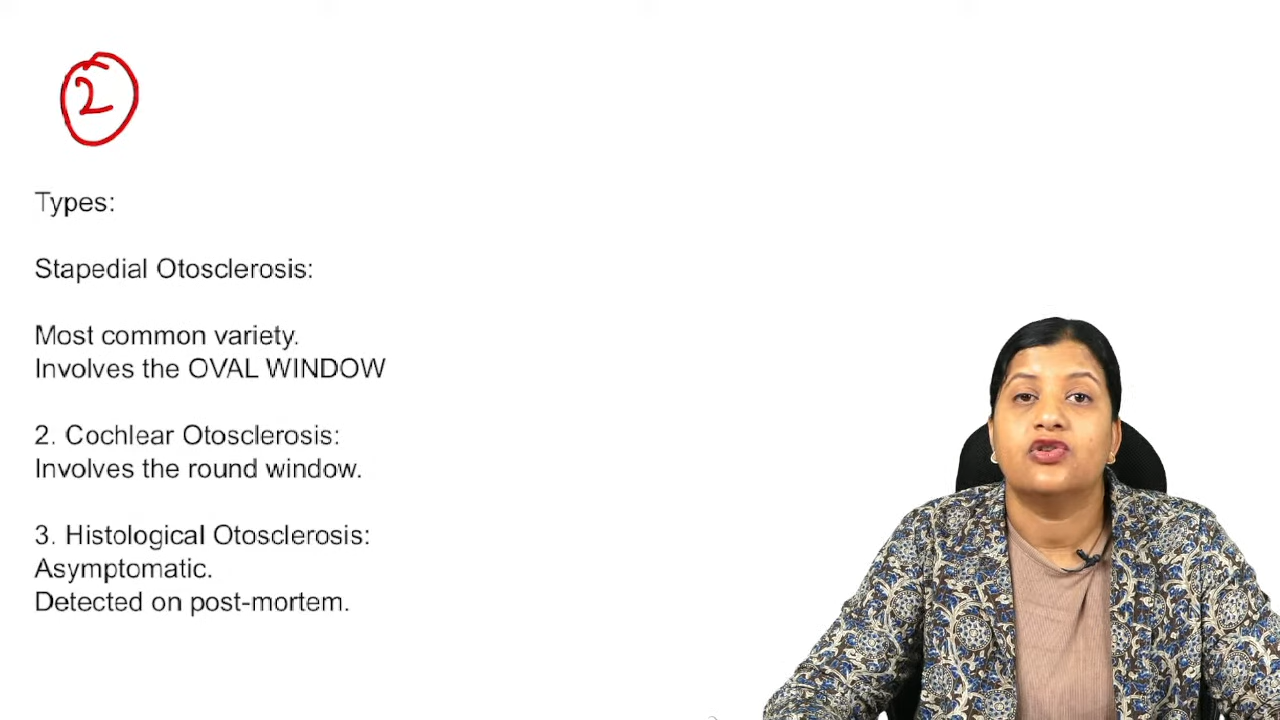 2
Types:
Stapedial Otosclerosis:
Most common variety.
Involves the OVAL WINDOW
2. Cochlear Otosclerosis:
Involves the round window.
3. Histological Otosclerosis:
Asymptomatic.
Detected on post-mortem.